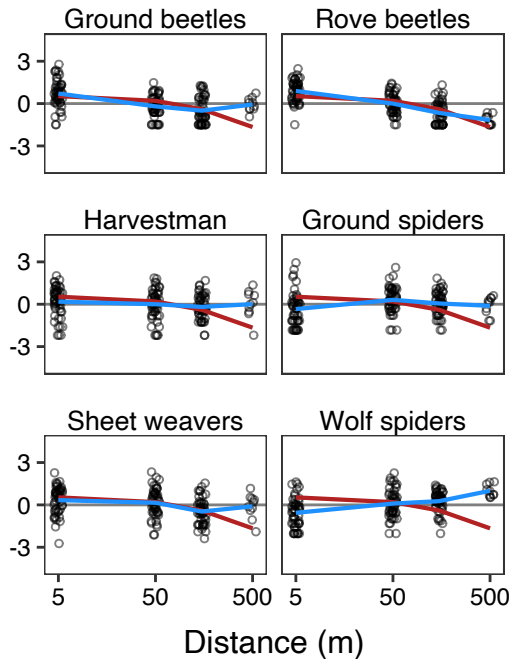 Ground beetles Rove beetles
3
0
-3
Harvestman Ground spiders
3
0
-3
Sheet weavers Wolf spiders
3
0
-3
5 50 500 5 50 500
Distance (m)